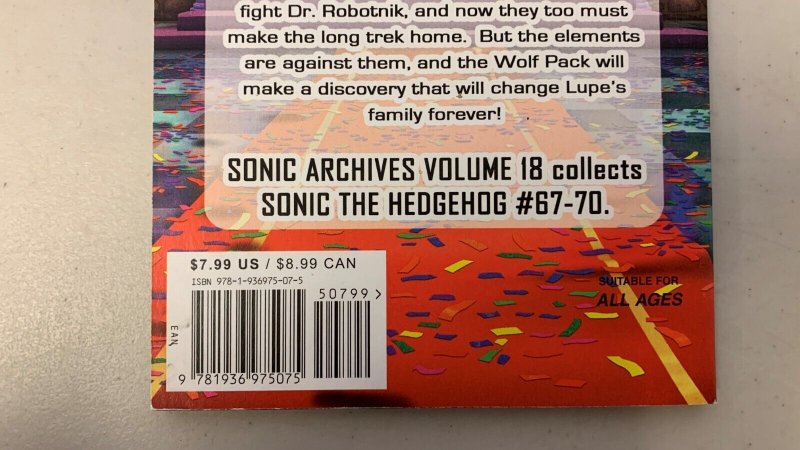 fight Dr. Robotnik, and now they too must
make the long trek home. But the elements
are against them, and the Wolf Pack will
make a discovery that will change Lupe's
family forever!
SONIC ARCHIVES VOLUME 18 collects
SONIC THE HEDGEHOG #67-70.
$7.99 US / $8.99 CAN
ISBN 978-1-936975-07-5
50799>
EAN
9 781936 975075
SUITABLE FOR
ALL AGES